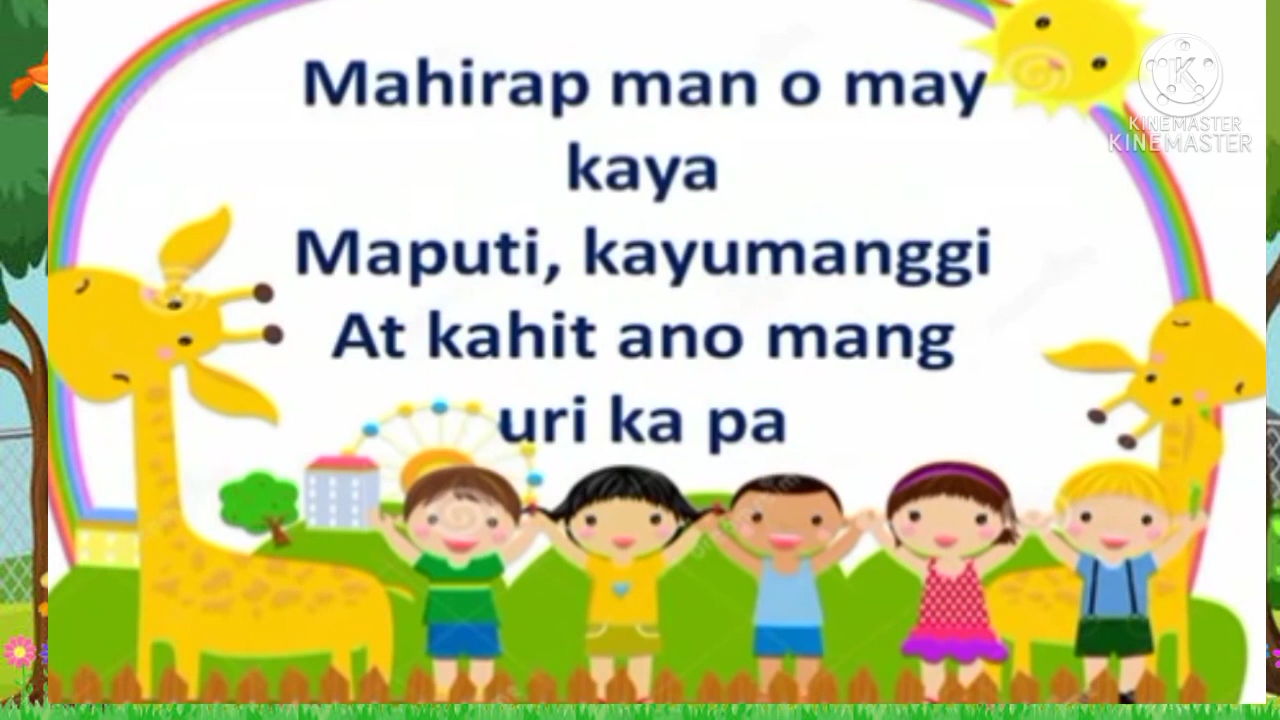 Mahirap man o may
kaya
Maputi, kayumanggi
At kahit ano mang
uri ka pa
KINEMASTER
KINEMASTER